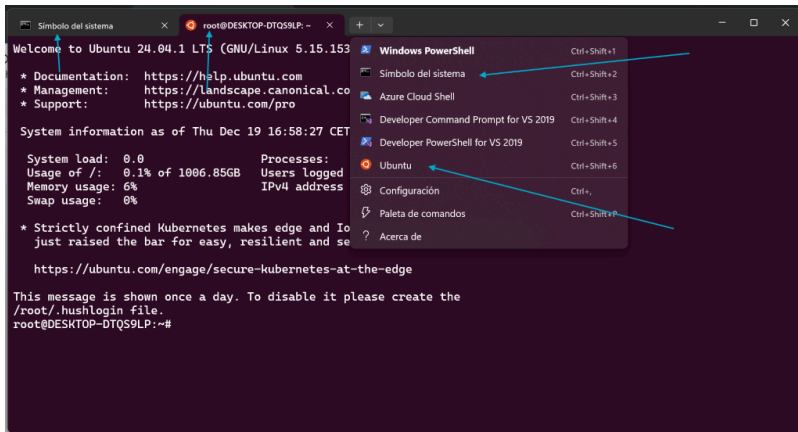 Símbolo del sistema
root@DESKTOP-DTQS9LP: ~
Welcome to Ubuntu 24.04.1 LTS (GNU/Linux 5.15.153
* Documentation: https://help.ubuntu.com
* Management: https://landscape.canonical.co
* Support: https://ubuntu.com/pro
System information as of Thu Dec 19 16:58:27 CET
System load: 0.0 Processes:
Usage of /: 0.1% of 1006.85GB Users logged
Memory usage: 6% IPv4 address
Swap usage: 0%
* Strictly confined Kubernetes makes edge and Io
just raised the bar for easy, resilient and se
https://ubuntu.com/engage/secure-kubernetes-at-the-edge
This message is shown once a day. To disable it please create the
/root/.hushlogin file.
root@DESKTOP-DTQS9LP:~#
Windows PowerShell Ctrl+Shift+1
Símbolo del sistema Ctrl+Shift+2
Azure Cloud Shell Ctrl+Shift+3
Developer Command Prompt for VS 2019 Ctrl+Shift+4
Developer PowerShell for VS 2019 Ctrl+Shift+5
Ubuntu Ctrl+Shift+6
Configuración Ctrl+,
Paleta de comandos Ctrl+Shift+P
Acerca de